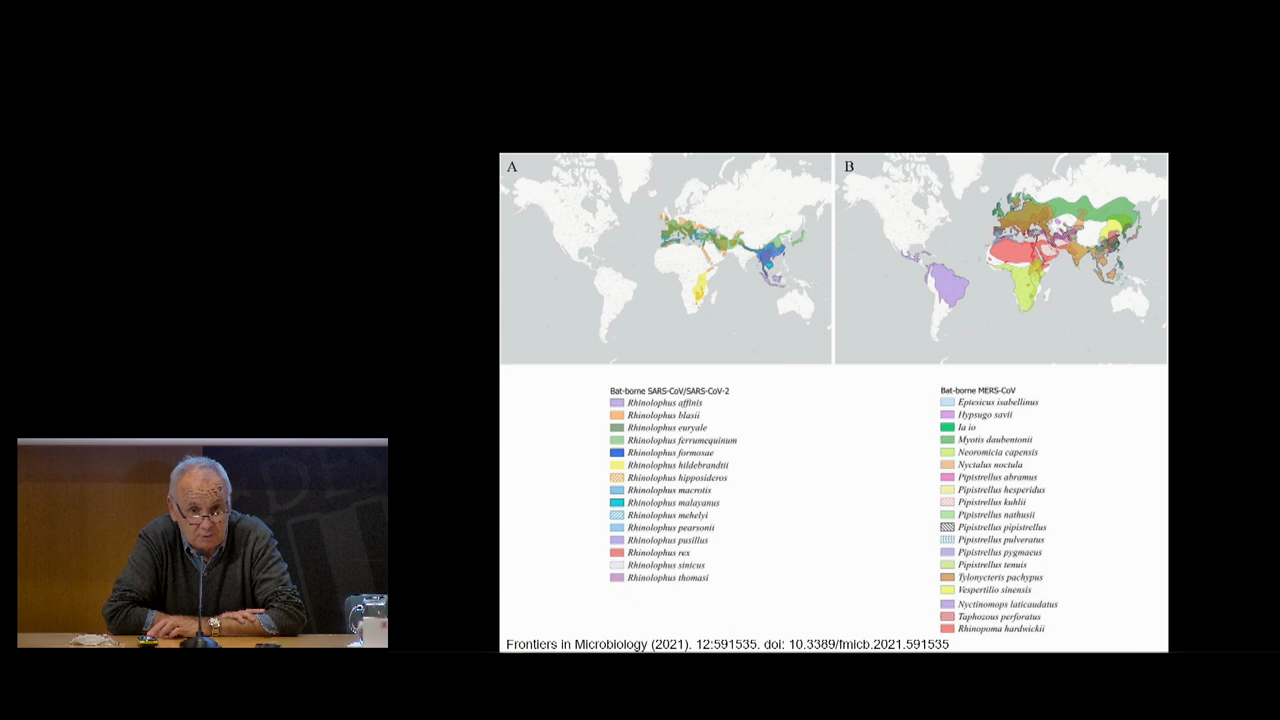 A
B
Bat-borne SARS-CoV/SARS-CoV-2
Rhinolophus affinis
Rhinolophus blasii
Rhinolophus euryale
Rhinolophus ferrumequinum
Rhinolophus formosae
Rhinolophus hildebrandtii
Rhinolophus hipposideros
Rhinolophus macrotis
Rhinolophus malayanus
Rhinolophus mehelyi
Rhinolophus pearsonii
Rhinolophus pusillus
Rhinolophus rex
Rhinolophus sinicus
Rhinolophus thomasi
Bat-borne MERS-CoV
Eptesicus isabellinus
Hypsugo savii
Ia io
Myotis daubentonii
Neoromicia capensis
Nyctalus noctula
Pipistrellus abramus
Pipistrellus hesperidus
Pipistrellus kuhlii
Pipistrellus nathusii
Pipistrellus pipistrellus
Pipistrellus pulveratus
Pipistrellus pygmaeus
Pipistrellus tenuis
Tylonycteris pachypus
Vespertilio sinensis
Nyctinomops laticaudatus
Taphozous perforatus
Rhinopoma hardwickii
Frontiers in Microbiology (2021). 12:591535. doi: 10.3389/fmicb.2021.591535